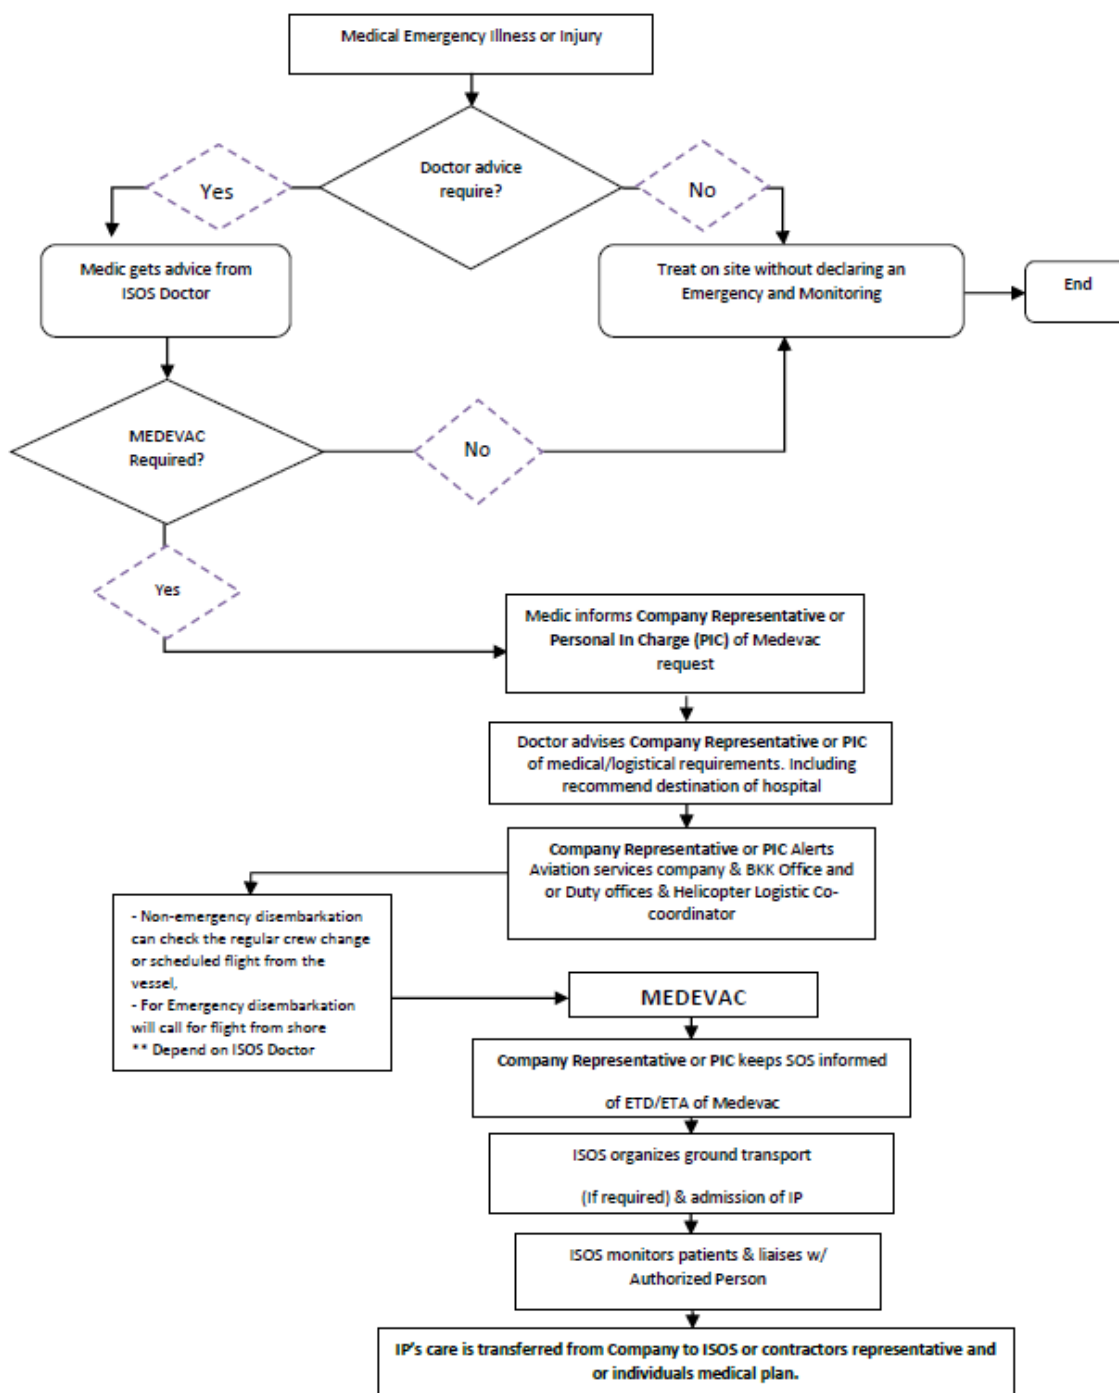 Medical Emergency Illness or Injury
Doctor advice
require?
Yes
No
Medic gets advice from
ISOS Doctor
Treat on site without declaring an
Emergency and Monitoring
End
MEDEVAC
Required?
No
Yes
Medic informs Company Representative or
Personal In Charge (PIC) of Medevac
request
Doctor advises Company Representative or PIC
of medical/logistical requirements. Including
recommend destination of hospital
Company Representative or PIC Alerts
Aviation services company & BKK Office and
or Duty offices & Helicopter Logistic Co-
coordinator
- Non-emergency disembarkation
can check the regular crew change
or scheduled flight from the
vessel,
- For Emergency disembarkation
will call for flight from shore
** Depend on ISOS Doctor
MEDEVAC
Company Representative or PIC keeps SOS informed
of ETD/ETA of Medevac
ISOS organizes ground transport
(If required) & admission of IP
ISOS monitors patients & liaises w/
Authorized Person
IP's care is transferred from Company to ISOS or contractors representative and
or individuals medical plan.